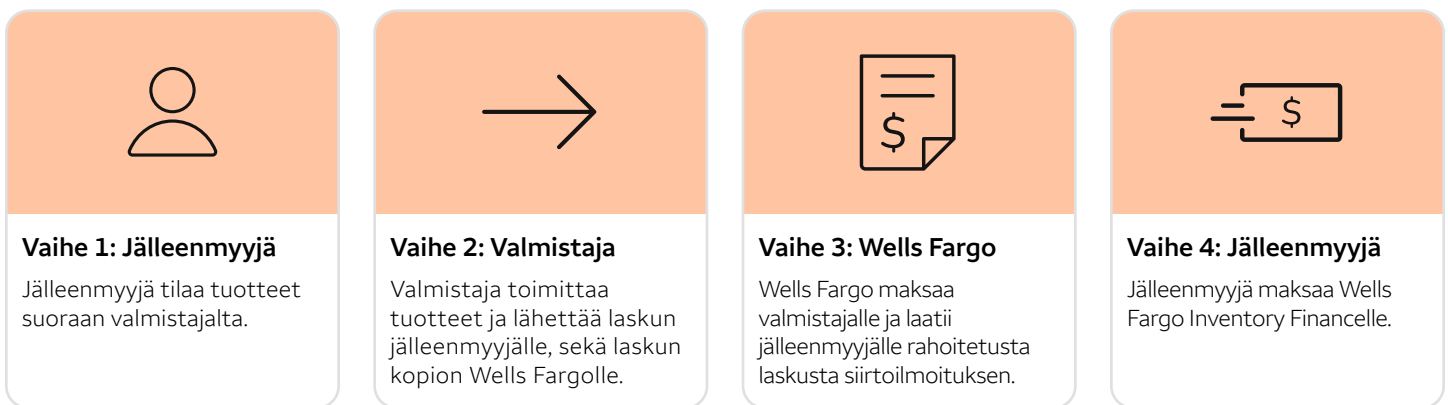 $
$
Vaihe 1: Jälleenmyyjä
Jälleenmyyjä tilaa tuotteet
suoraan valmistajalta.
Vaihe 2: Valmistaja
Valmistaja toimittaa
tuotteet ja lähettää laskun
jälleenmyyjälle, sekä laskun
kopion Wells Fargolle.
Vaihe 3: Wells Fargo
Wells Fargo maksaa
valmistajalle ja laatii
jälleenmyyjälle rahoitetusta
laskusta siirtoilmoituksen.
Vaihe 4: Jälleenmyyjä
Jälleenmyyjä maksaa Wells
Fargo Inventory Financelle.